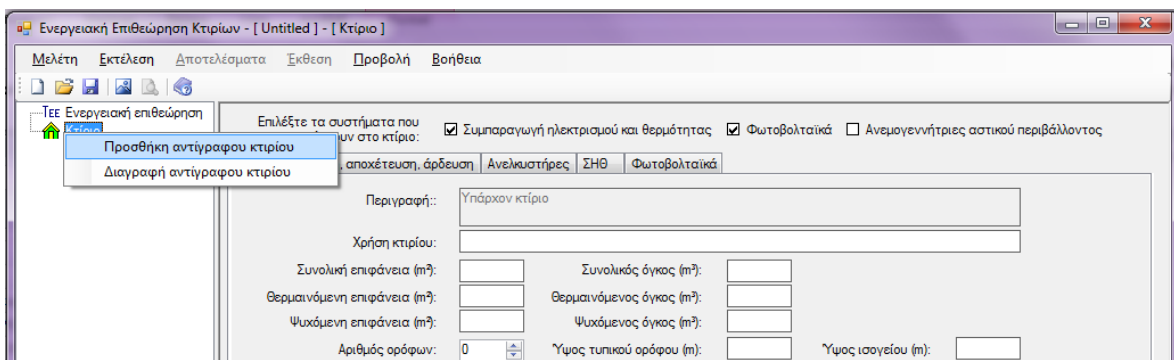 Ενεργειακή Επιθεώρηση Κτιρίων - [ Untitled ] - [ Κτίριο ]
Μελέτη Εκτέλεση Αποτελέσματα Έκθεση Προβολή Βοήθεια
ΤΕΕ Ενεργειακή επιθεώρηση
Κτίριο
Προσθήκη αντίγραφου κτιρίου
Διαγραφή αντίγραφου κτιρίου
Επιλέξτε τα συστήματα που
στο κτίριο:
Συμπαραγωγή ηλεκτρισμού και θερμότητας Φωτοβολταϊκά Ανεμογεννήτριες αστικού περιβάλλοντος
, αποχέτευση, άρδευση Ανελκυστήρες ΣΗΘ Φωτοβολταϊκά
Περιγραφή:: Υπάρχον κτίριο
Χρήση κτιρίου:
Συνολική επιφάνεια (m²): Συνολικός όγκος (m³):
Θερμαινόμενη επιφάνεια (m²): Θερμαινόμενος όγκος (m³):
Ψυχόμενη επιφάνεια (m²): Ψυχόμενος όγκος (m³):
Αριθμός ορόφων: 0 Ύψος τυπικού ορόφου (m): Ύψος ισογείου (m):